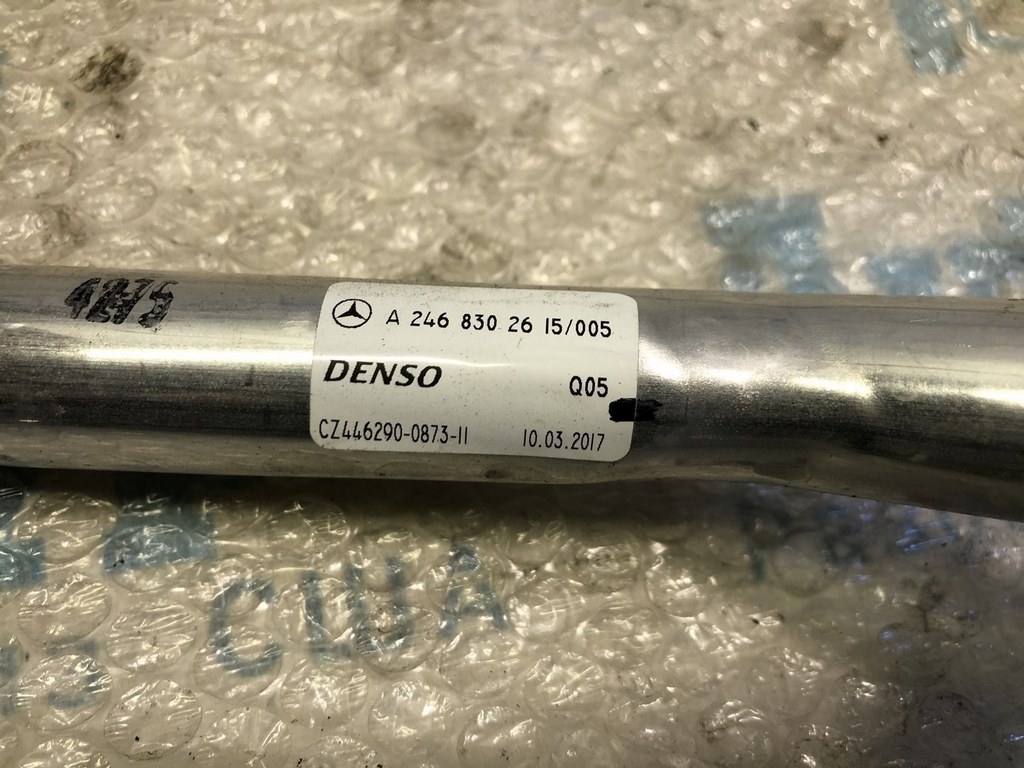 A 246 830 26 15/005
DENSO
Q05
CZ446290-0873-11
10.03.2017